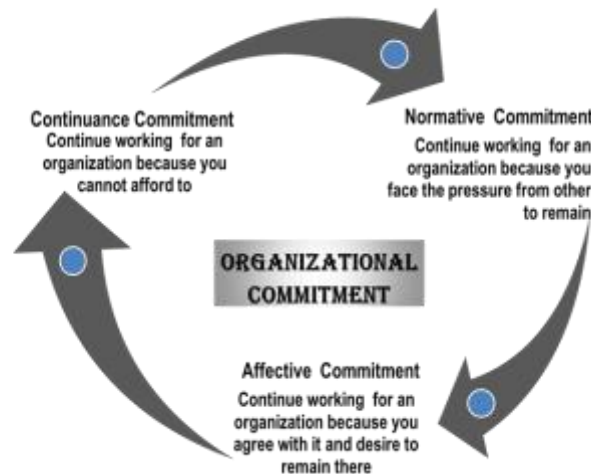 Continuance Commitment
Continue working for an
organization because you
cannot afford to
Normative Commitment
Continue working for an
organization because you
face the pressure from other
to remain
ORGANIZATIONAL
COMMITMENT
Affective Commitment
Continue working for an
organization because you
agree with it and desire to
remain there